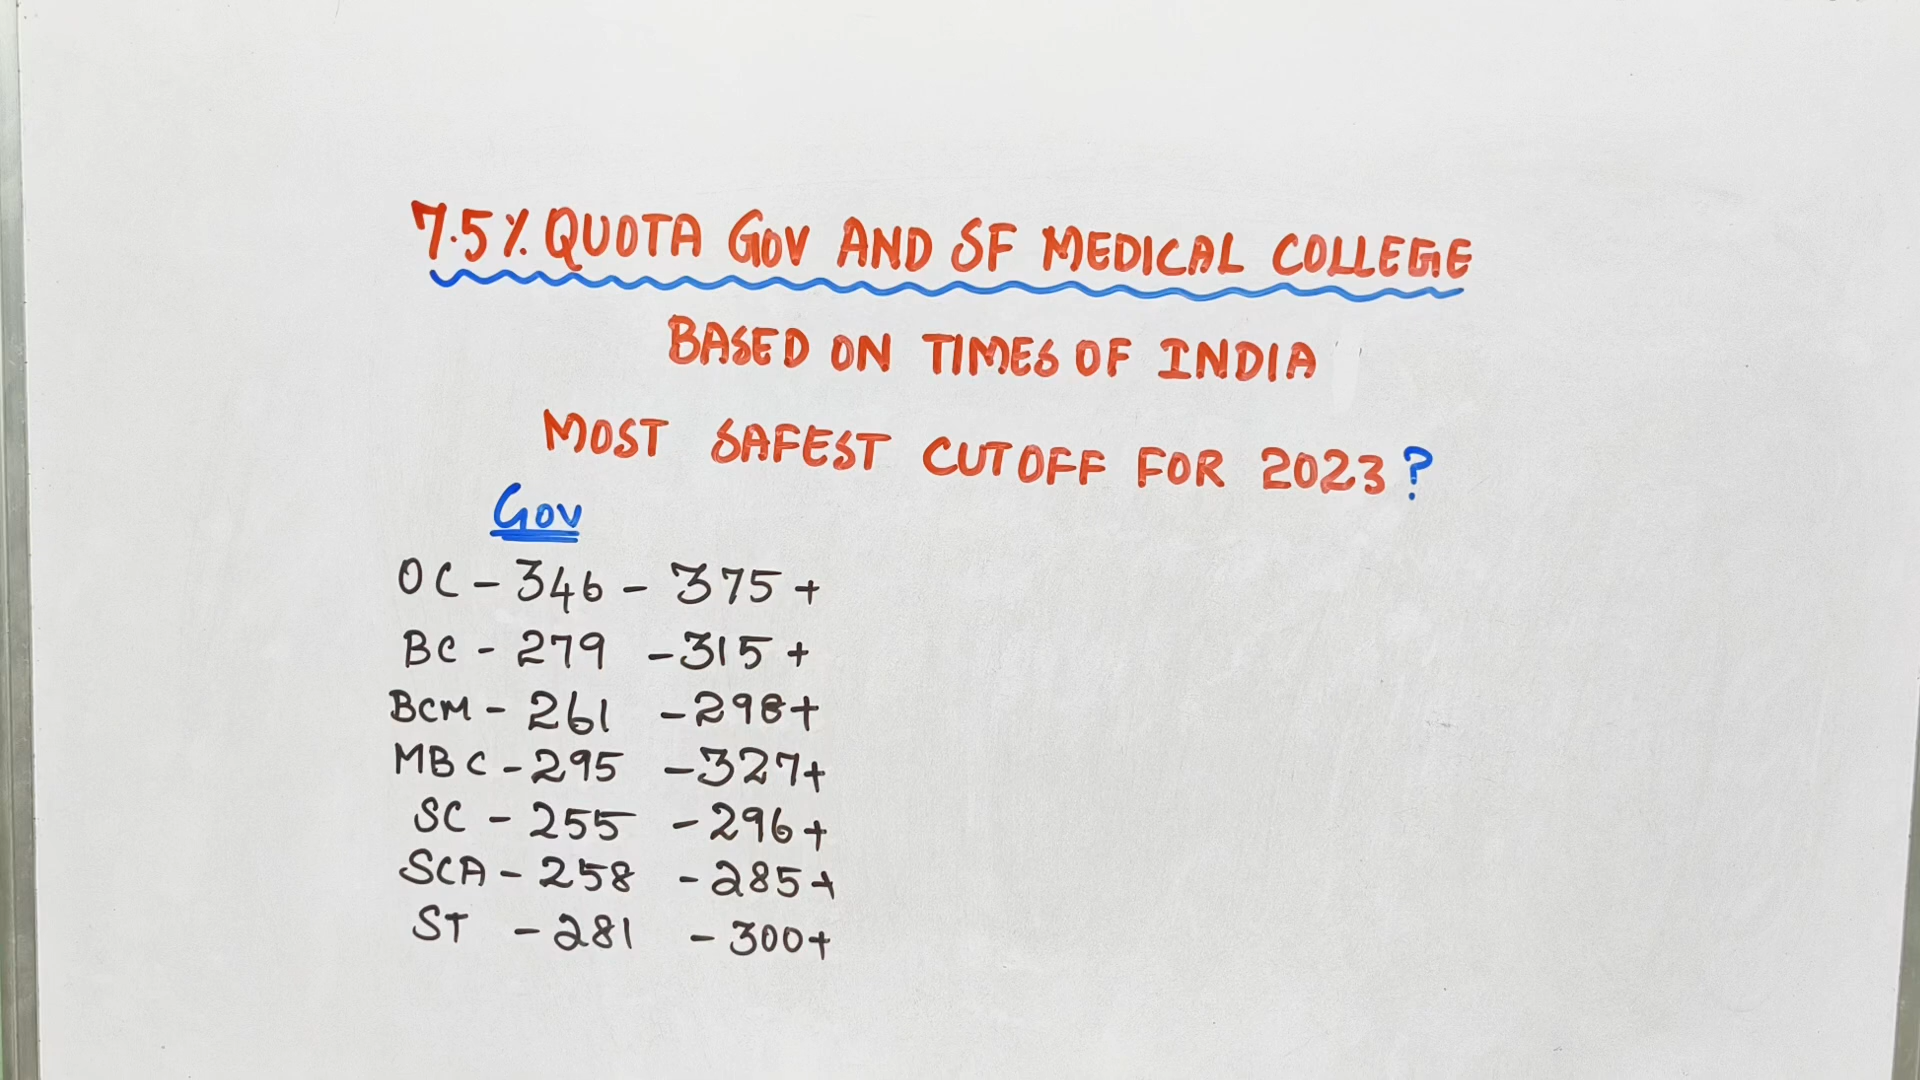 7.5% QUOTA GOV AND SF MEDICAL COLLEGE
BASED ON TIMES OF INDIA
MOST SAFEST CUTOFF FOR 2023?
Gov
OC - 346 - 375 +
BC - 279 - 315 +
BCM - 261 - 298+
MBC - 295 - 327+
SC - 255 - 296+
SCA - 258 - 285+
ST - 281 - 300+